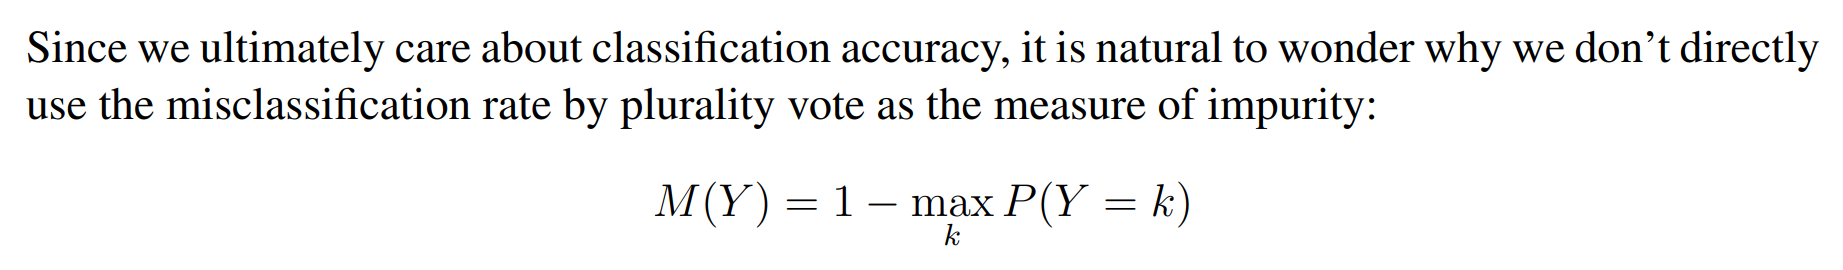 Since we ultimately care about classification accuracy, it is natural to wonder why we don’t directly
use the misclassification rate by plurality vote as the measure of impurity:
M(Y) = 1 − max P(Y = k)
k